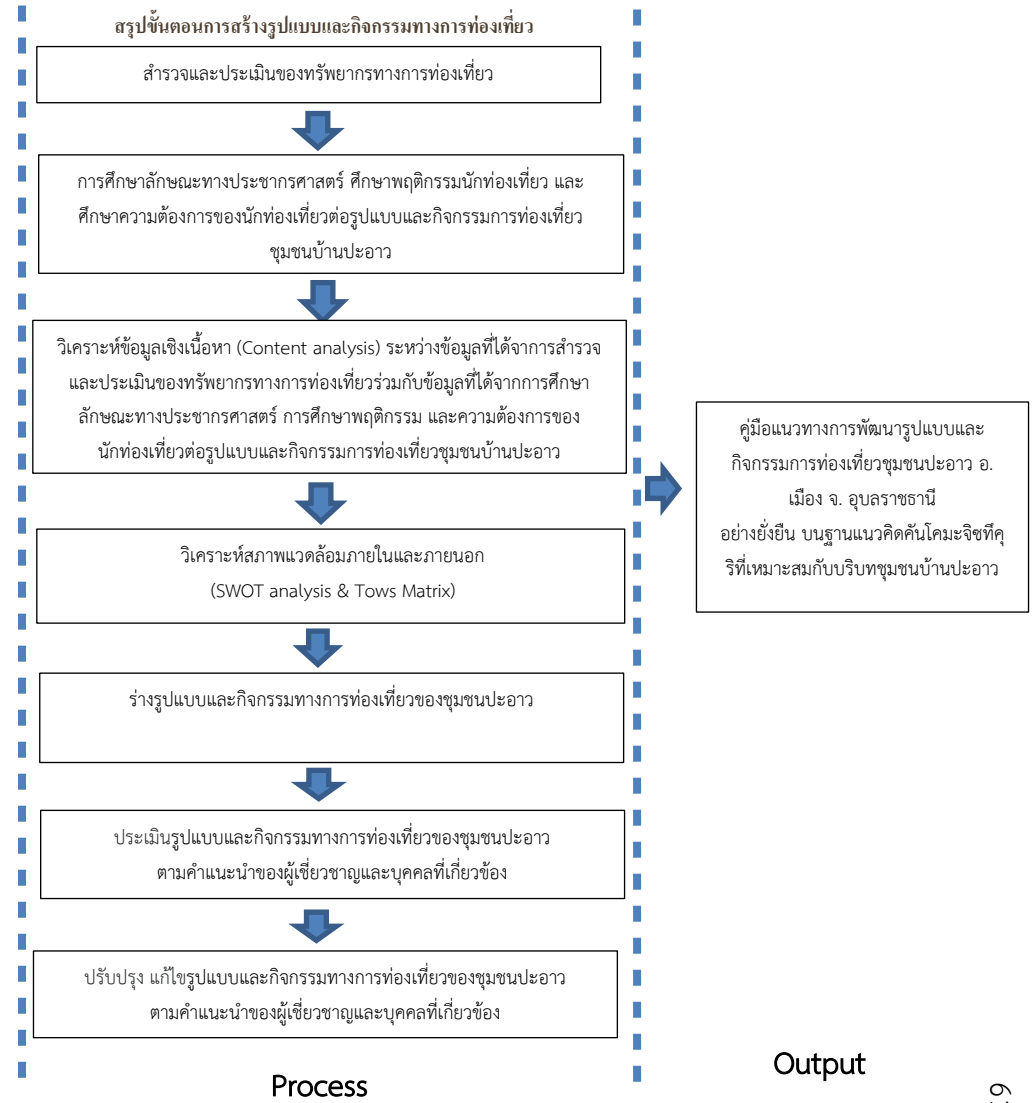 สรุปขั้นตอนการสร้างรูปแบบและกิจกรรมทางการท่องเที่ยว
สำรวจและประเมินของทรัพยากรทางการท่องเที่ยว
การศึกษาลักษณะทางประชากรศาสตร์ ศึกษาพฤติกรรมนักท่องเที่ยว และ
ศึกษาความต้องการของนักท่องเที่ยวต่อรูปแบบและกิจกรรมการท่องเที่ยว
ชุมชนบ้านปะอาว
วิเคราะห์ข้อมูลเชิงเนื้อหา (Content analysis) ระหว่างข้อมูลที่ได้จาการสำรวจ
และประเมินของทรัพยากรทางการท่องเที่ยวร่วมกับข้อมูลที่ได้จากการศึกษา
ลักษณะทางประชากรศาสตร์ การศึกษาพฤติกรรม และความต้องการของ
นักท่องเที่ยวต่อรูปแบบและกิจกรรมการท่องเที่ยวชุมชนบ้านปะอาว
วิเคราะห์สภาพแวดล้อมภายในและภายนอก
(SWOT analysis & Tows Matrix)
ร่างรูปแบบและกิจกรรมทางการท่องเที่ยวของชุมชนปะอาว
ประเมินรูปแบบและกิจกรรมทางการท่องเที่ยวของชุมชนปะอาว
ตามคำแนะนำของผู้เชี่ยวชาญและบุคคลที่เกี่ยวข้อง
ปรับปรุง แก้ไขรูปแบบและกิจกรรมทางการท่องเที่ยวของชุมชนปะอาว
ตามคำแนะนำของผู้เชี่ยวชาญและบุคคลที่เกี่ยวข้อง
Process
คู่มือแนวทางการพัฒนารูปแบบและ
กิจกรรมการท่องเที่ยวชุมชนปะอาว อ.
เมือง จ. อุบลราชธานี
อย่างยั่งยืน บนฐานแนวคิดคันโคมะจิซทึคุ
ริที่เหมาะสมกับบริบทชุมชนบ้านปะอาว
Output